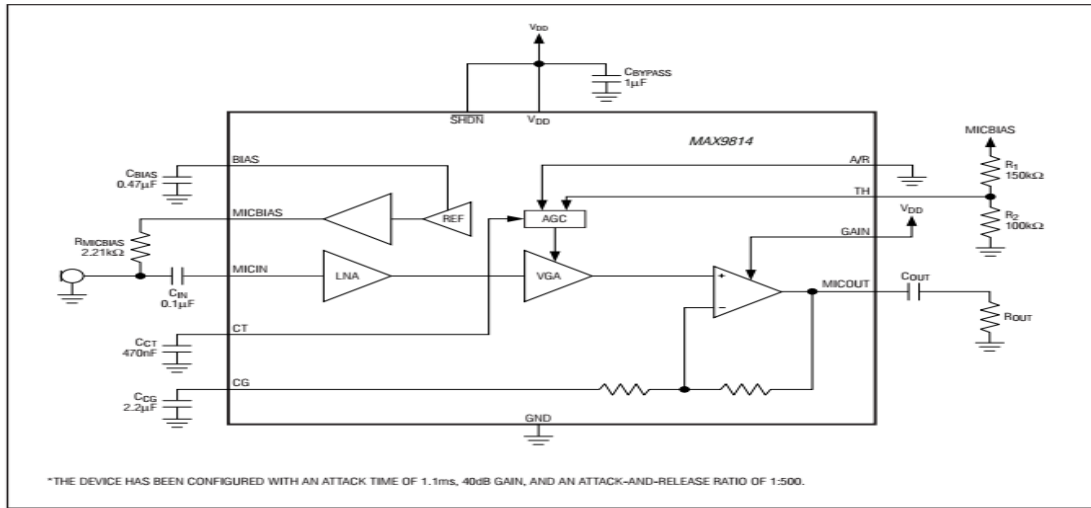 VDD
CBYPASS
1µF
SHDN
VDD
MAX9814
MICBIAS
BIAS
A/R
R1
150kΩ
CBIAS
0.47µF
TH
MICBIAS
REF
AGC
VDD
R2
100kΩ
RMICBIAS
2.21kΩ
GAIN
MICIN
LNA
VGA
+
−
MICOUT
COUT
CIN
0.1µF
ROUT
CT
CCT
470nF
CG
CCG
2.2µF
GND
*THE DEVICE HAS BEEN CONFIGURED WITH AN ATTACK TIME OF 1.1ms, 40dB GAIN, AND AN ATTACK-AND-RELEASE RATIO OF 1:500.